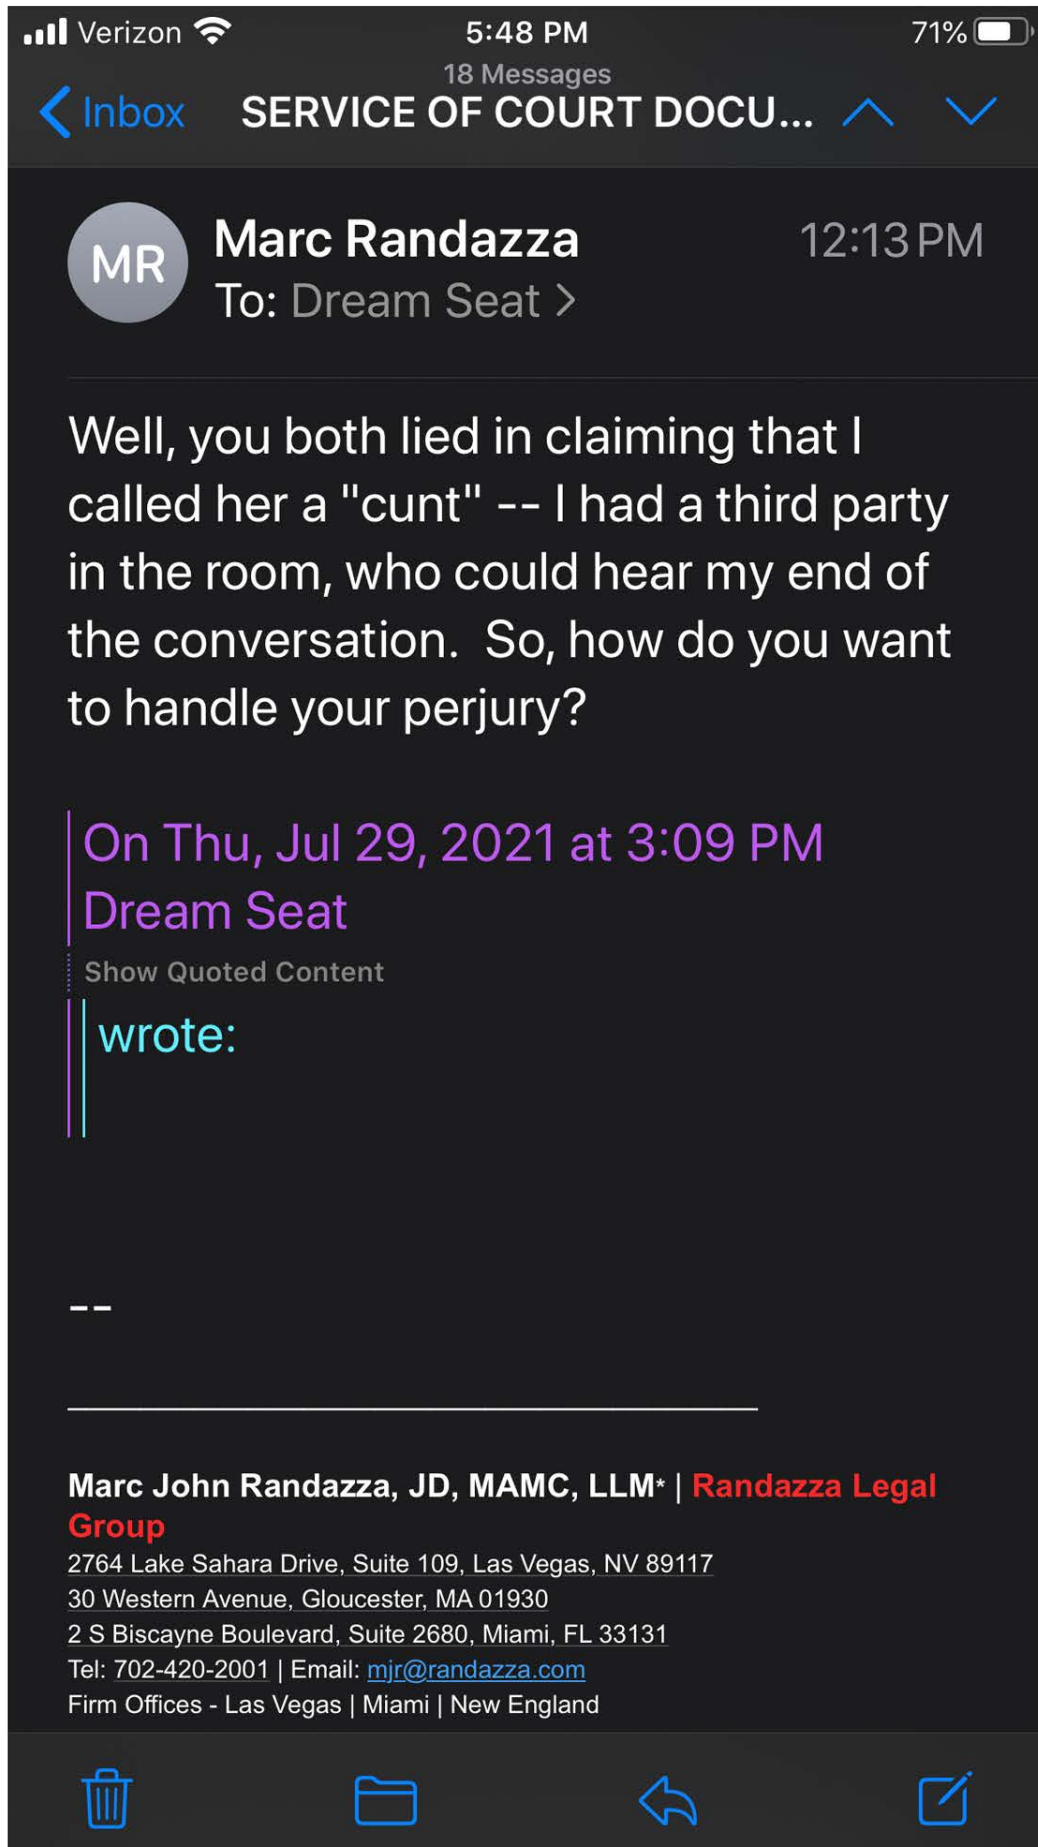 Verizon 5:48 PM 71%
18 Messages
Inbox SERVICE OF COURT DOCU...
MR Marc Randazza 12:13 PM
To: Dream Seat >
Well, you both lied in claiming that I
called her a "cunt" -- I had a third party
in the room, who could hear my end of
the conversation.  So, how do you want
to handle your perjury?
On Thu, Jul 29, 2021 at 3:09 PM
Dream Seat
Show Quoted Content
wrote:
--
Marc John Randazza, JD, MAMC, LLM* | Randazza Legal
Group
2764 Lake Sahara Drive, Suite 109, Las Vegas, NV 89117
30 Western Avenue, Gloucester, MA 01930
2 S Biscayne Boulevard, Suite 2680, Miami, FL 33131
Tel: 702-420-2001 | Email: mjr@randazza.com
Firm Offices - Las Vegas | Miami | New England